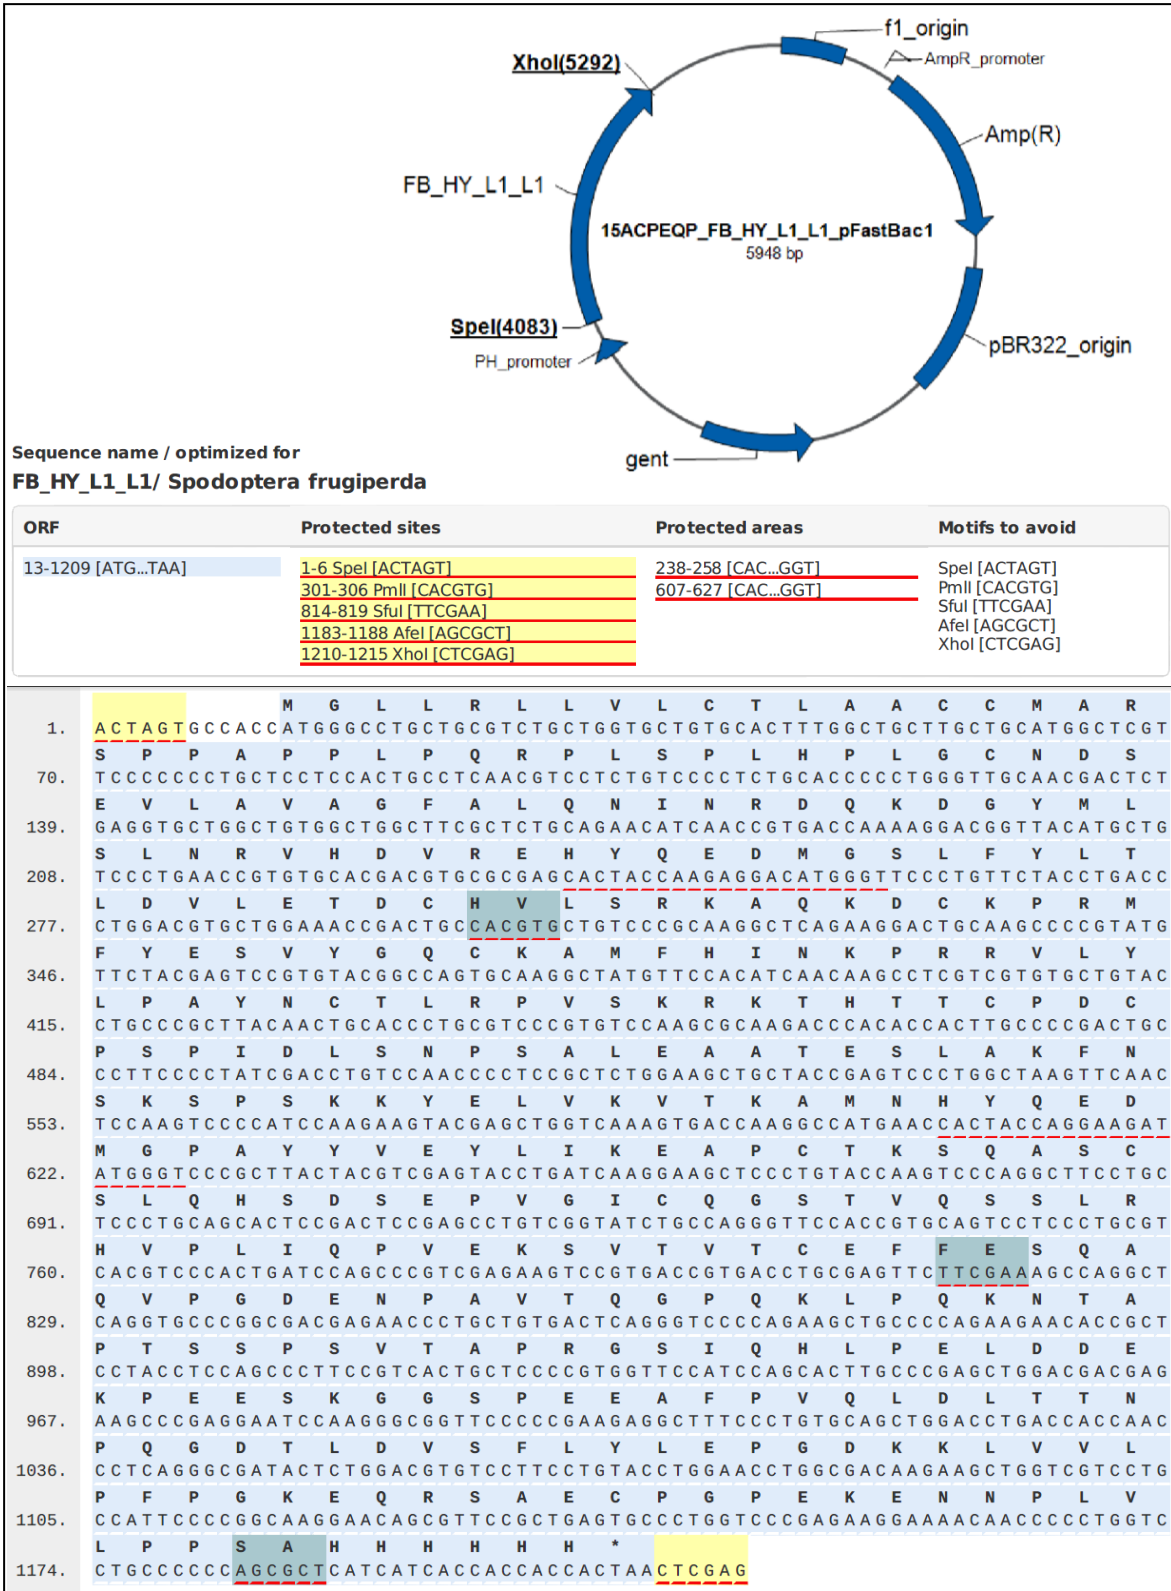 f1_origin
XhoI(5292)
AmpR_promoter
Amp(R)
FB_HY_L1_L1
15ACPEQP_FB_HY_L1_L1_pFastBac1
5948 bp
SpeI(4083)
PH_promoter
pBR322_origin
gent
Sequence name / optimized for
FB_HY_L1_L1/ Spodoptera frugiperda
ORF Protected sites Protected areas Motifs to avoid
13-1209 [ATG...TAA] 1-6 SpeI [ACTAGT] 238-258 [CAC...GGT] SpeI [ACTAGT]
301-306 PmlI [CACGTG] 607-627 [CAC...GGT] PmlI [CACGTG]
814-819 SfuI [TTCGAA] SfuI [TTCGAA]
1183-1188 AfeI [AGCGCT] AfeI [AGCGCT]
1210-1215 XhoI [CTCGAG] XhoI [CTCGAG]
M G L L R L L V L C T L A A C C M A R
1. ACTAGTGCCACCATGGGCCTGCTGCGTCTGCTGGTGCTGTGCACTTTGGCTGCTTGCTGCATGGCTCGT
S P P A P P L P Q R P L S P L H P L G C N D S
70. TCCCCCCCTGCTCCTCCACTGCCTCAACGTCCTCTGTCCCCTCTGCACCCCCTGGGTTGCAACGACTCT
E V L A V A G F A L Q N I N R D Q K D G Y M L
139. GAGGTGCTGGCTGTGGCTGGCTTCGCTCTGCAGAACATCAACCGTGACCAAAAGGACGGTTACATGCTG
S L N R V H D V R E H Y Q E D M G S L F Y L T
208. TCCCTGAACCGTGTGCACGACGTGCGCGAGCACTACCAAGAGGACATGGGTTCCCTGTTCTACCTGACC
L D V L E T D C H V L S R K A Q K D C K P R M
277. CTGGACGTGCTGGAAACCGACTGCCACGTGCTGTCCCGCAAGGCTCAGAAGGACTGCAAGCCCCGTATG
F Y E S V Y G Q C K A M F H I N K P R R V L Y
346. TTCTACGAGTCCGTGTACGGCCAGTGCAAGGCTATGTTCCACATCAACAAGCCTCGTCGTGTGCTGTAC
L P A Y N C T L R P V S K R K T H T T C P D C
415. CTGCCCGCTTACAACTGCACCCTGCGTCCCGTGTCCAAGCGCAAGACCCACACCACTTGCCCCGACTGC
P S P I D L S N P S A L E A A T E S L A K F N
484. CCTTCCCCTATCGACCTGTCCAACCCCTCCGCTCTGGAAGCTGCTACCGAGTCCCTGGCTAAGTTCAAC
S K S P S K K Y E L V K V T K A M N H Y Q E D
553. TCCAAGTCCCCATCCAAGAAGTACGAGCTGGTCAAAGTGACCAAGGCCATGAACCACTACCAGGAAGAT
M G P A Y Y V E Y L I K E A P C T K S Q A S C
622. ATGGGTCCCGCTTACTACGTCGAGTACCTGATCAAGGAAGCTCCCTGTACCAAGTCCCAGGCTTCCTGC
S L Q H S D S E P V G I C Q G S T V Q S S L R
691. TCCCTGCAGCACTCCGACTCCGAGCCTGTCGGTATCTGCCAGGGTTCCACCGTGCAGTCCTCCCTGCGT
H V P L I Q P V E K S V T V T C E F F E S Q A
760. CACGTCCCACTGATCCAGCCCGTCGAGAAGTCCGTGACCGTGACCTGCGAGTTCTTCGAAAGCCAGGCT
Q V P G D E N P A V T Q G P Q K L P Q K N T A
829. CAGGTGCCCGGCGACGAGAACCCTGCTGTGACTCAGGGTCCCCAGAAGCTGCCCCAGAAGAACACCGCT
P T S S P S V T A P R G S I Q H L P E L D D E
898. CCTACCTCCAGCCCTTCCGTCACTGCTCCCCGTGGTTCCATCCAGCACTTGCCCGAGCTGGACGACGAG
K P E E S K G G S P E E A F P V Q L D L T T N
967. AAGCCCGAGGAATCCAAGGGCGGTTCCCCCGAAGAGGCTTTCCCTGTGCAGCTGGACCTGACCACCAAC
P Q G D T L D V S F L Y L E P G D K K L V V L
1036. CCTCAGGGCGATACTCTGGACGTGTCCTTCCTGTACCTGGAACCTGGCGACAAGAAGCTGGTCGTCCTG
P F P G K E Q R S A E C P G P E K E N N P L V
1105. CCATTCCCCGGCAAGGAACAGCGTTCCGCTGAGTGCCCTGGTCCCGAGAAGGAAAACAACCCCCTGGTC
L P P S A H H H H H H *
1174. CTGCCCCCCAGCGCTCATCATCACCACCACCACTAACTCGAG